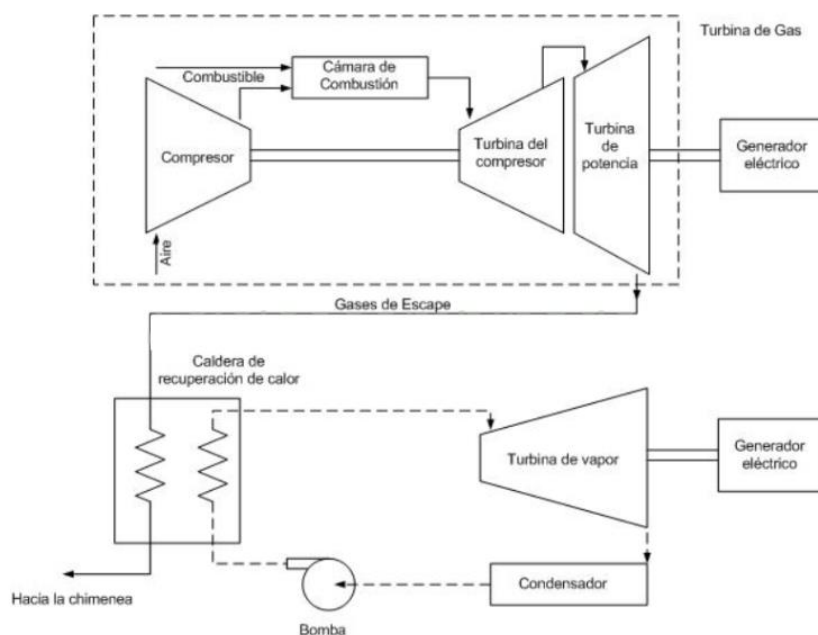 Turbina de Gas
Combustible
Cámara de
Combustión
Compresor
Turbina del
compresor
Turbina
de
potencia
Generador
eléctrico
Aire
Gases de Escape
Caldera de
recuperación de calor
Turbina de vapor
Generador
eléctrico
Hacia la chimenea
Condensador
Bomba